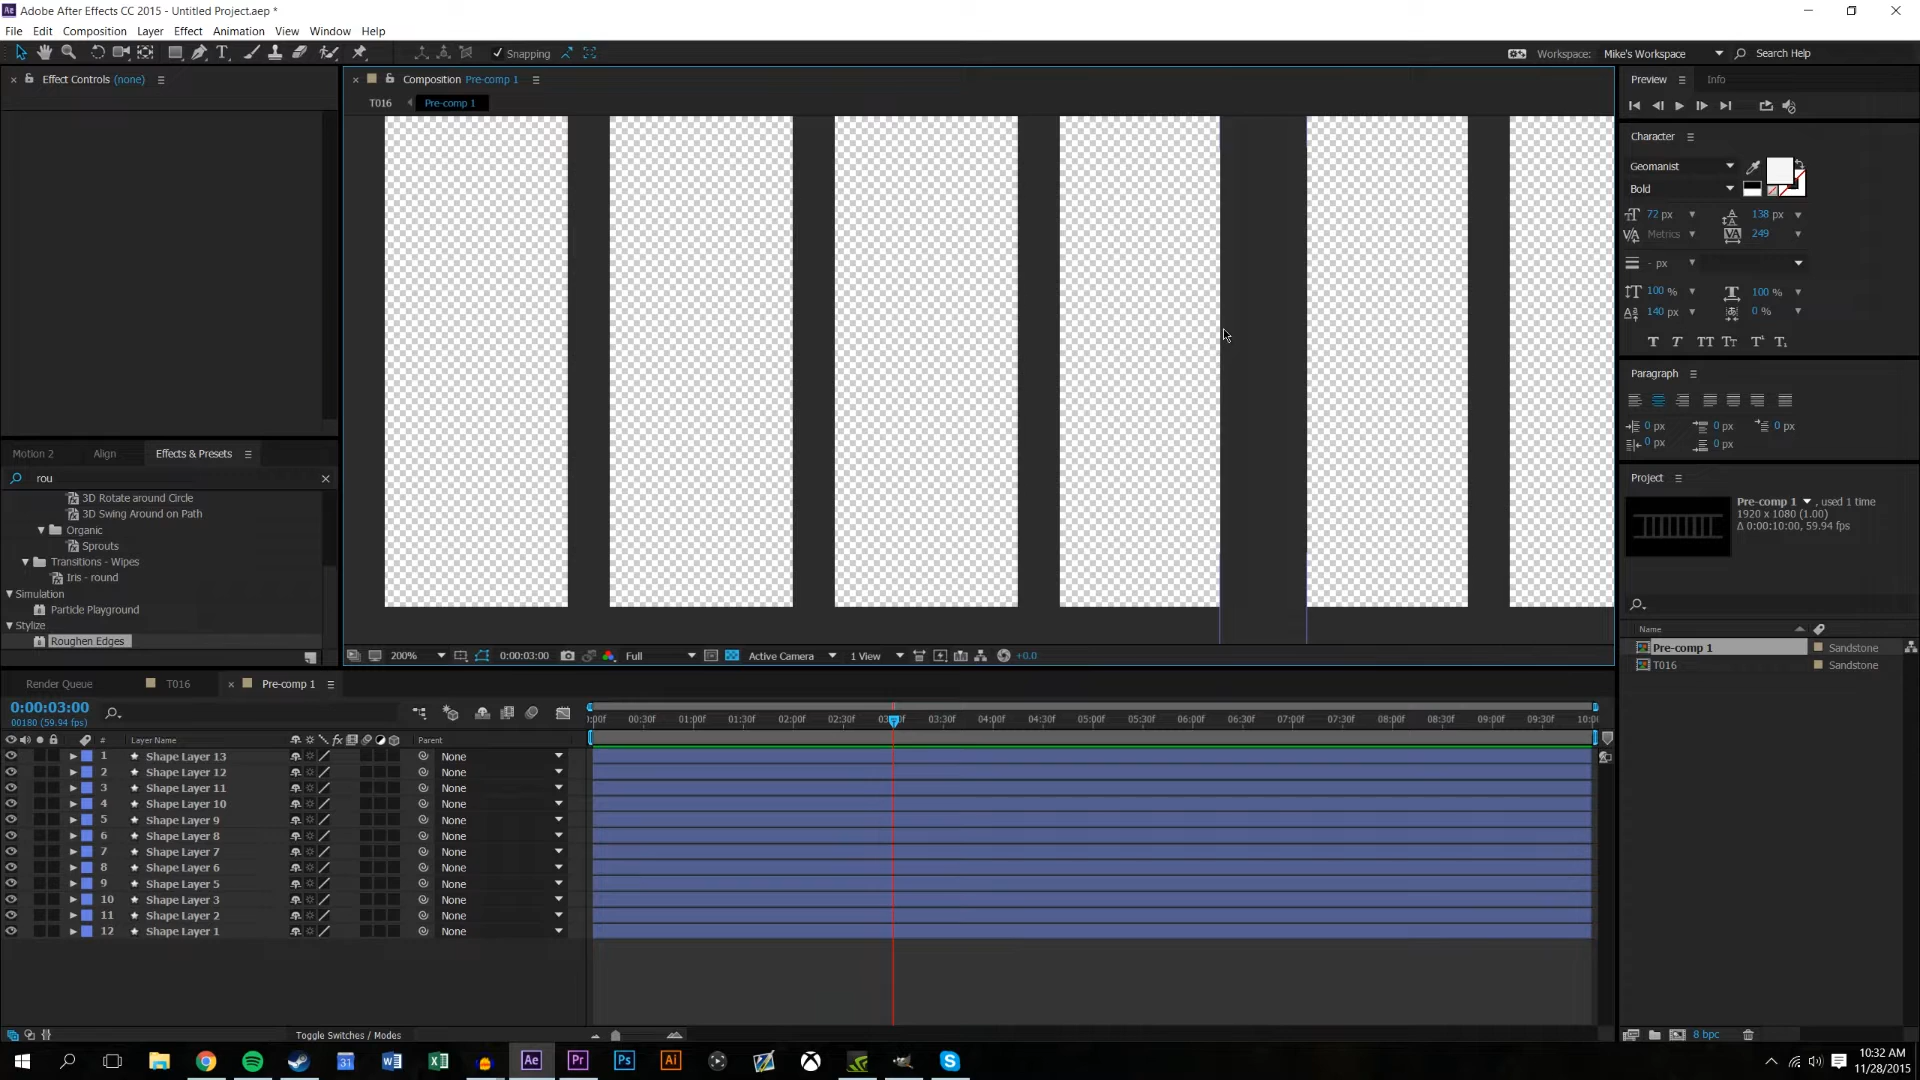 Adobe After Effects CC 2015 - Untitled Project.aep *
File Edit Composition Layer Effect Animation View Window Help
Snapping
Workspace: Mike's Workspace Search Help
Effect Controls (none)
Composition Pre-comp 1
T016 Pre-comp 1
Preview Info
Character
Geomanist
Bold
72 px 138 px
Metrics 249
- px
100 % 100 %
140 px 0 %
Paragraph
0 px 0 px 0 px
0 px 0 px
Motion 2 Align Effects & Presets
rou
3D Rotate around Circle
3D Swing Around on Path
Organic
Sprouts
Transitions - Wipes
Iris - round
Simulation
Particle Playground
Stylize
Roughen Edges
200% 0:00:03:00 Full Active Camera 1 View +0.0
Project
Pre-comp 1 , used 1 time
1920 x 1080 (1.00)
Δ 0:00:10:00, 59.94 fps
Name
Pre-comp 1 Sandstone
T016 Sandstone
Render Queue T016 Pre-comp 1
0:00:03:00
00180 (59.94 fps)
00:30f 01:00f 01:30f 02:00f 02:30f 03:30f 04:00f 04:30f 05:00f 05:30f 06:00f 06:30f 07:00f 07:30f 08:00f 08:30f 09:00f 09:30f
# Layer Name Parent
1 Shape Layer 13 None
2 Shape Layer 12 None
3 Shape Layer 11 None
4 Shape Layer 10 None
5 Shape Layer 9 None
6 Shape Layer 8 None
7 Shape Layer 7 None
8 Shape Layer 6 None
9 Shape Layer 5 None
10 Shape Layer 3 None
11 Shape Layer 2 None
12 Shape Layer 1 None
Toggle Switches / Modes
8 bpc
10:32 AM
11/28/2015